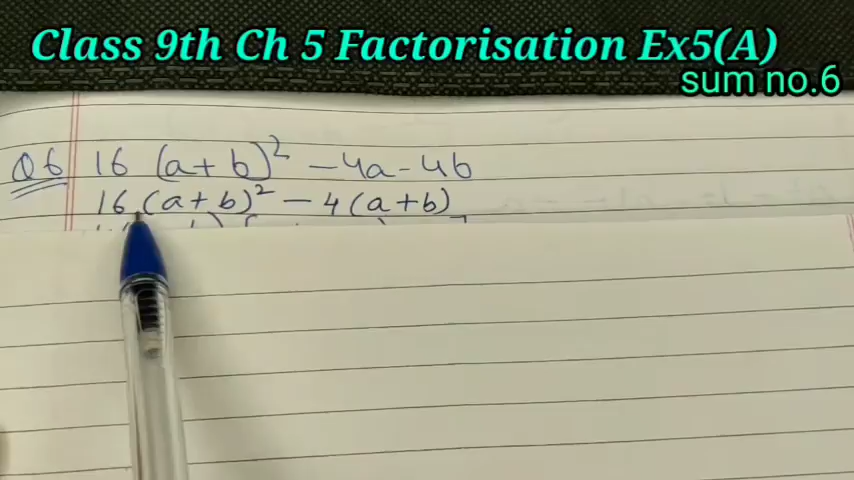 Class 9th Ch 5 Factorisation Ex5(A)
sum no.6
Q6 16 (a+b)² - 4a - 4b
16 (a+b)² - 4(a+b)